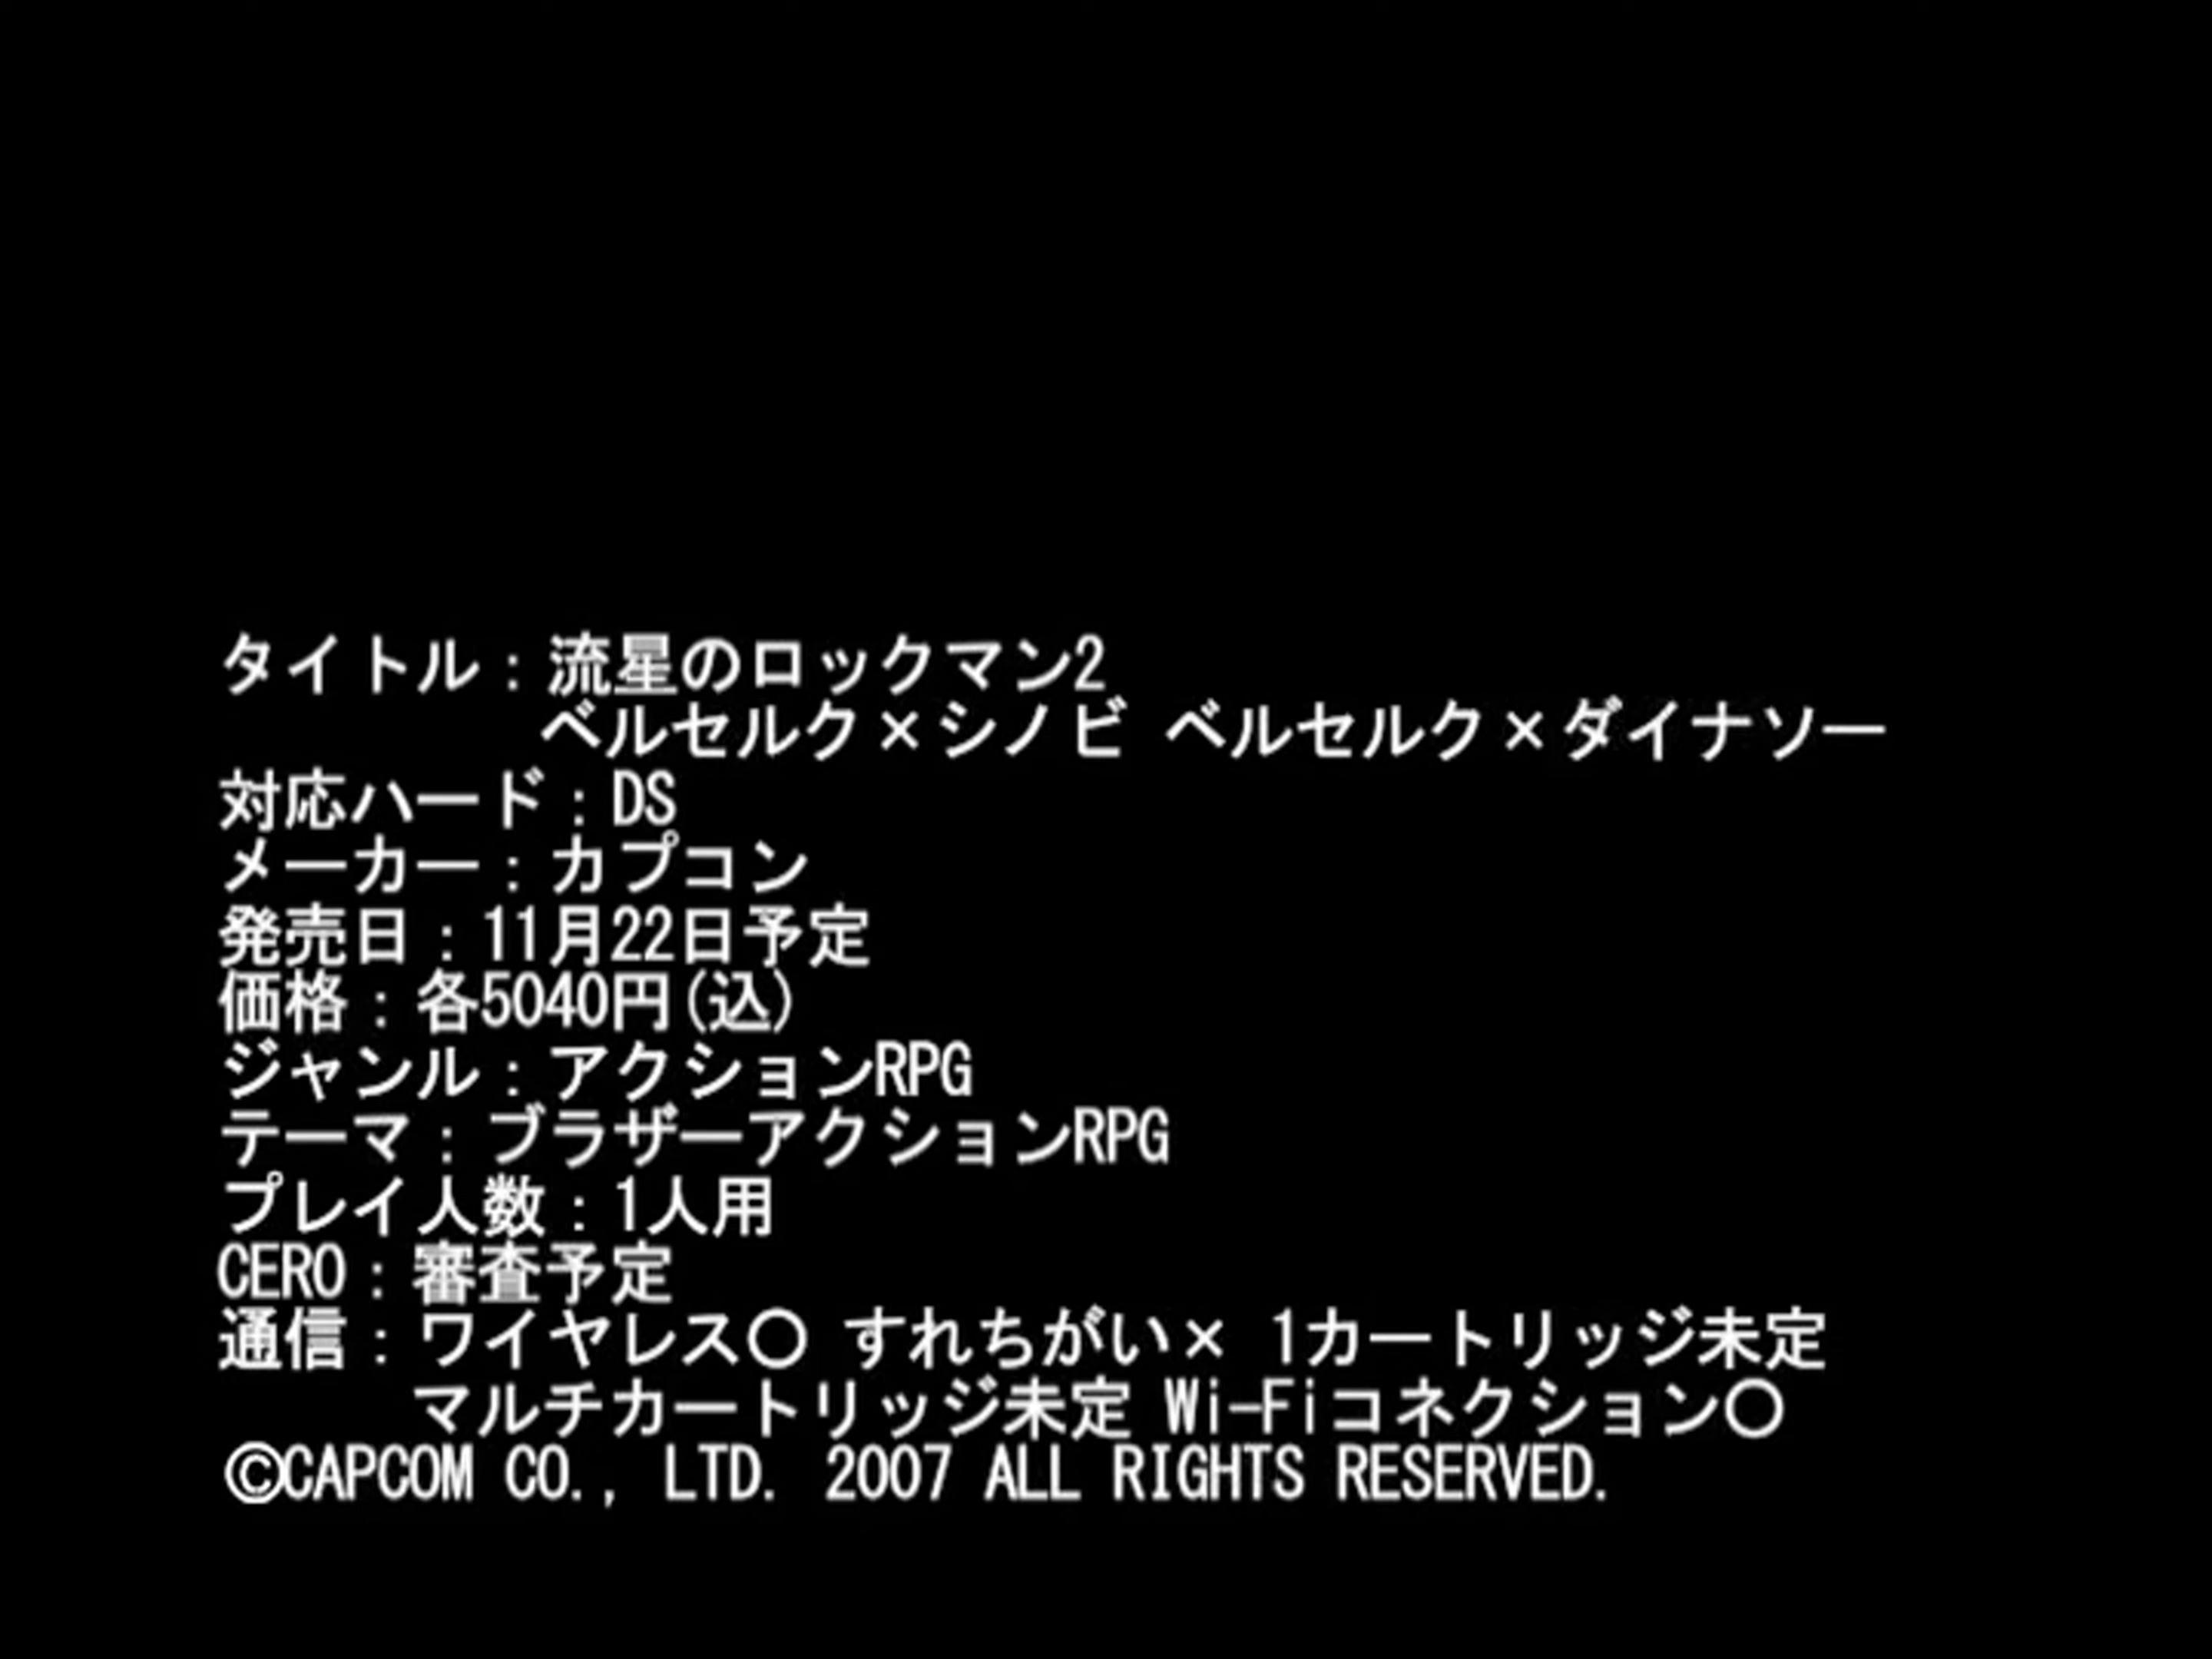 タイトル：流星のロックマン2
ベルセルク×シノビ ベルセルク×ダイナソー
対応ハード：DS
メーカー：カプコン
発売日：11月22日予定
価格：各5040円(込)
ジャンル：アクションRPG
テーマ：ブラザーアクションRPG
プレイ人数：1人用
CERO：審査予定
通信：ワイヤレス〇 すれちがい× 1カートリッジ未定
マルチカートリッジ未定 Wi-Fiコネクション〇
©CAPCOM CO., LTD. 2007 ALL RIGHTS RESERVED.